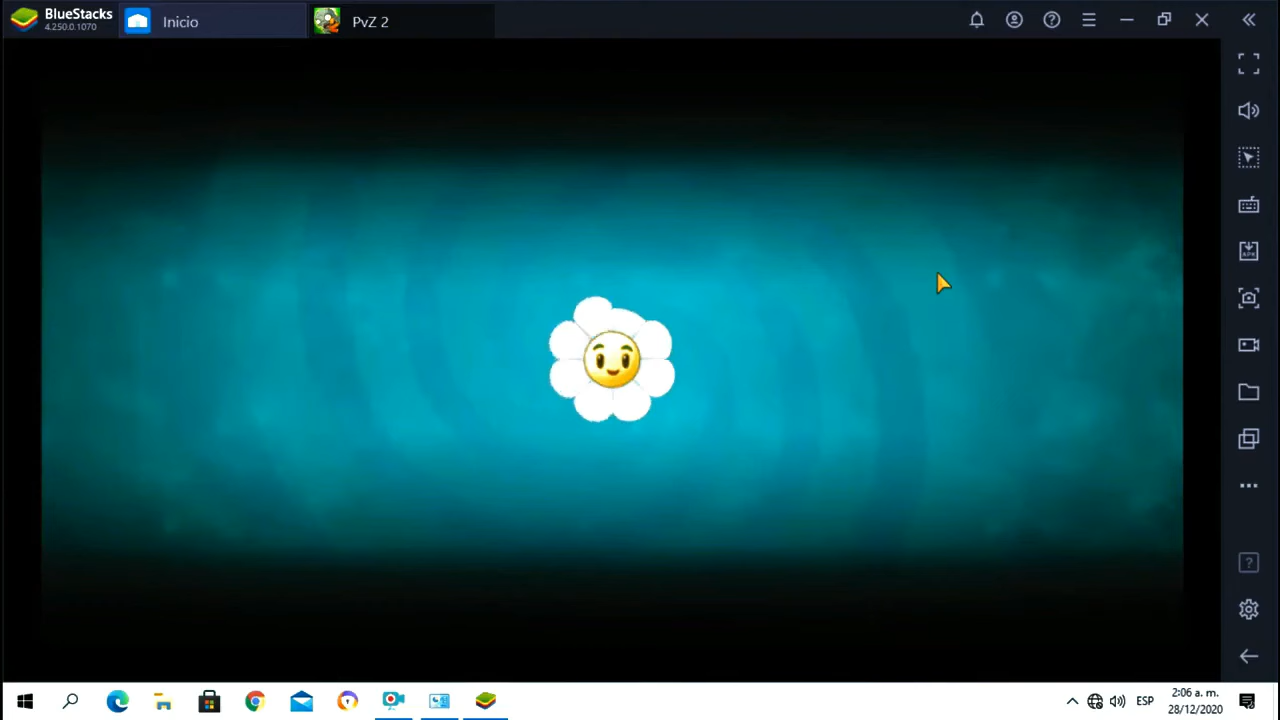 BlueStacks
4.250.0.1070
Inicio
PvZ 2
ESP
2:06 a. m.
28/12/2020